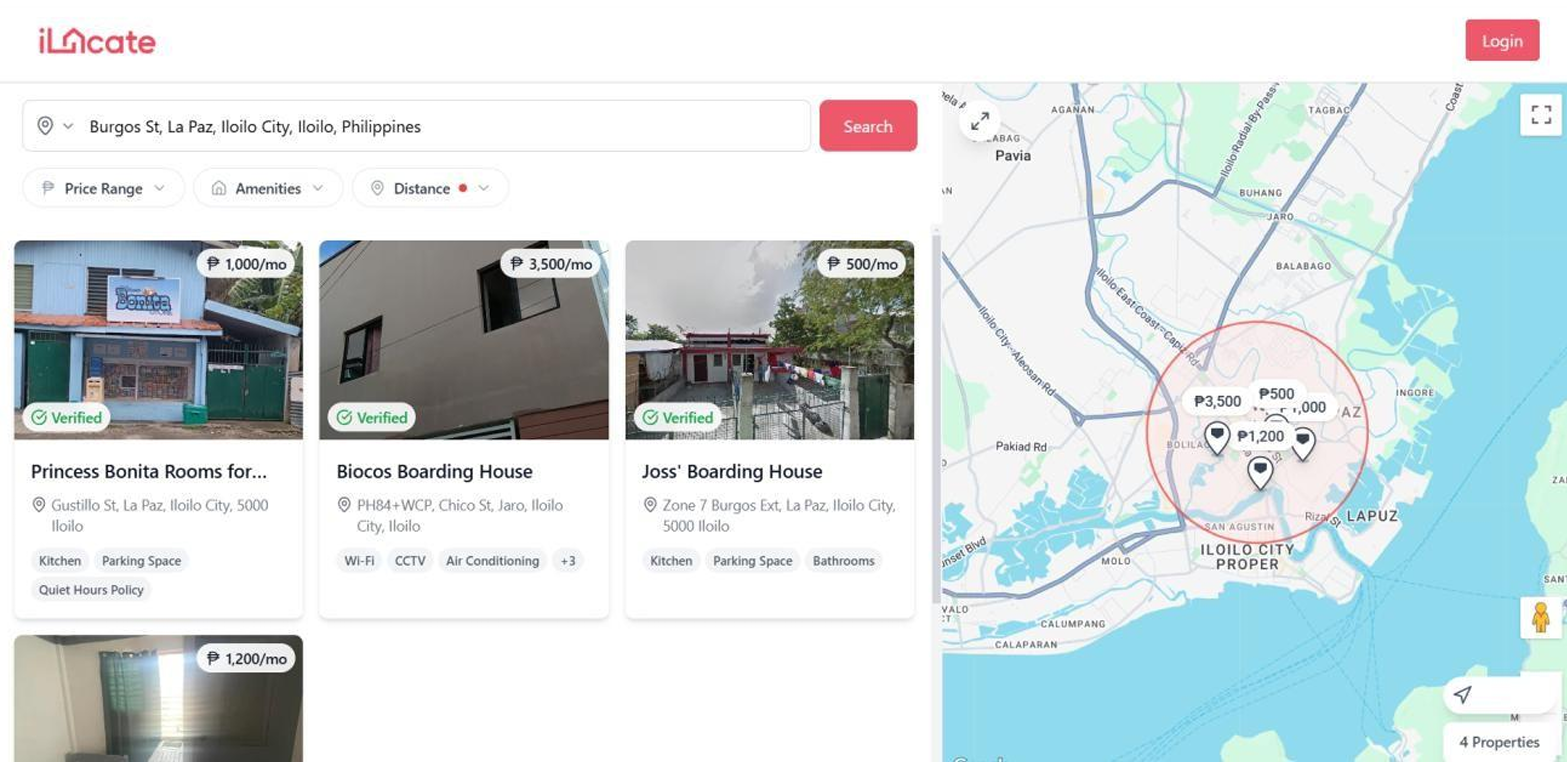 iLocate
Login
Burgos St, La Paz, Iloilo City, Iloilo, Philippines
Search
Price Range
Amenities
Distance
₱ 1,000/mo
Bonita
Verified
Princess Bonita Rooms for...
Gustillo St, La Paz, Iloilo City, 5000
Iloilo
Kitchen
Parking Space
Quiet Hours Policy
₱ 3,500/mo
Verified
Biocos Boarding House
PH84+WCP, Chico St, Jaro, Iloilo
City, Iloilo
Wi-Fi
CCTV
Air Conditioning
+3
₱ 500/mo
Verified
Joss' Boarding House
Zone 7 Burgos Ext, La Paz, Iloilo City,
5000 Iloilo
Kitchen
Parking Space
Bathrooms
₱ 1,200/mo
AGANAN
TAGBAC
Coast
Iloilo Radial By-Pass
Pavia
BUHANG
JARO
BALABAGO
Iloilo East Coast - Capiz Rd
Iloilo City - Aleosan Rd
INGORE
₱3,500
₱500
1,000
PAZ
₱1,200
BOLILAO
Pakiad Rd
SAN AGUSTIN
Rizal St
LAPUZ
ILOILO CITY
PROPER
MOLO
CALUMPANG
CALAPARAN
4 Properties